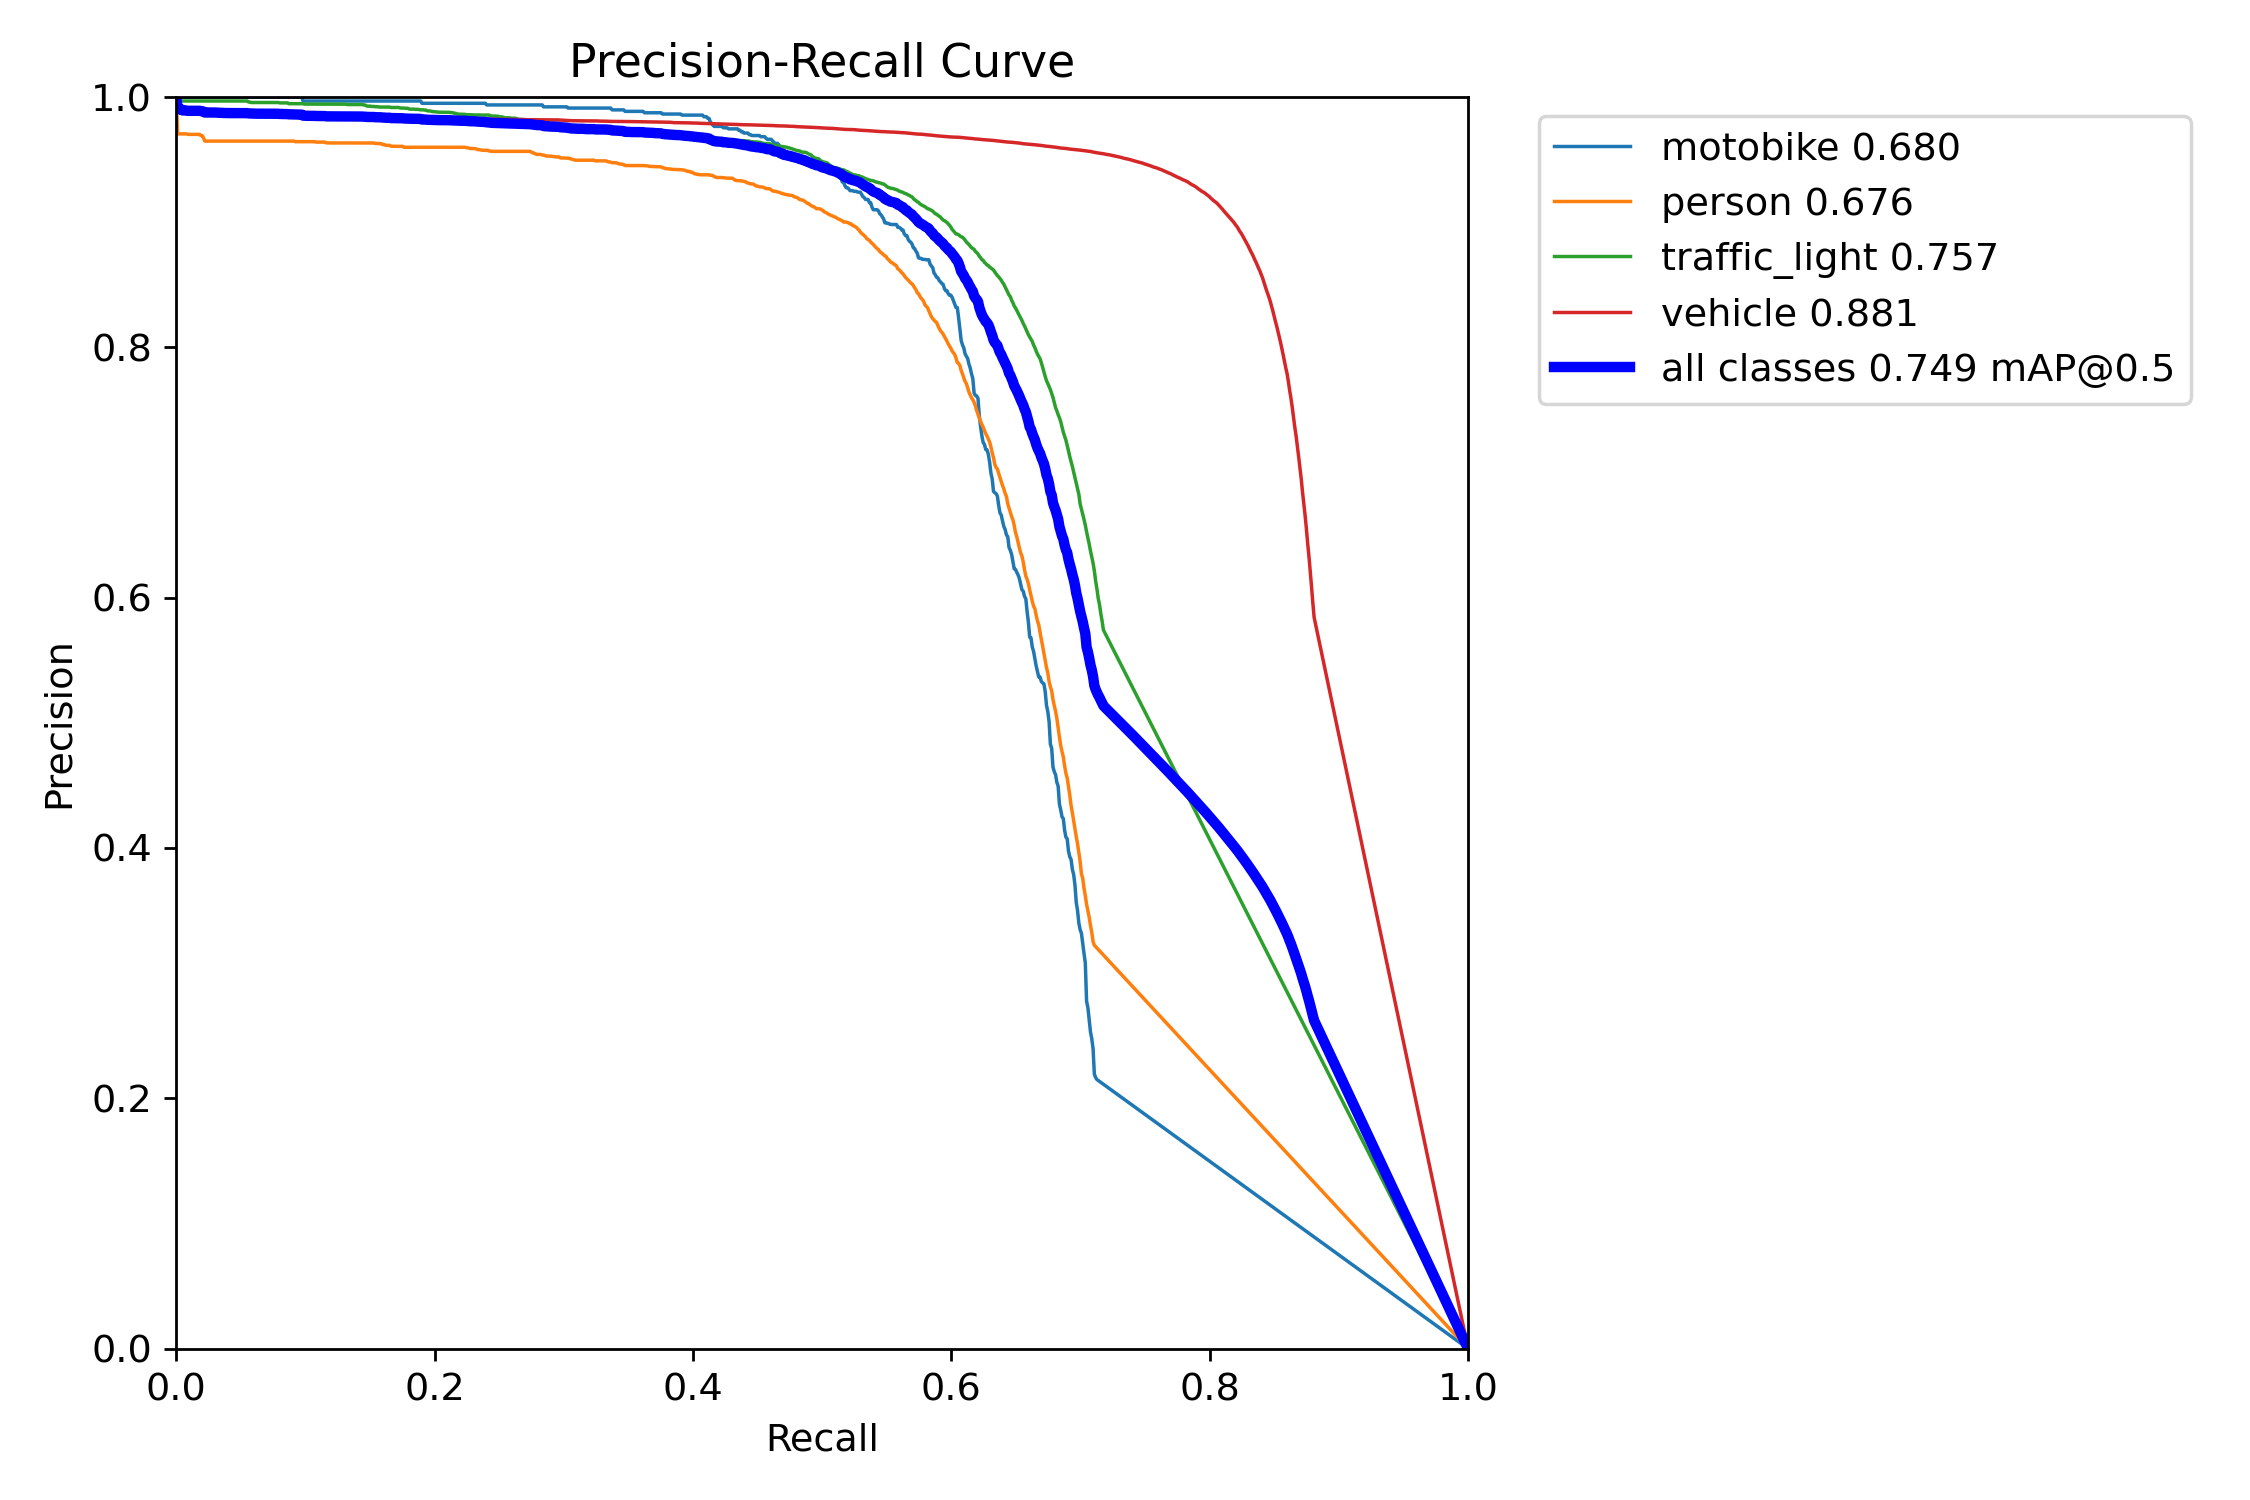 Precision-Recall Curve
1.0
0.8
0.6
0.4
0.2
0.0
Precision
0.0 0.2 0.4 0.6 0.8 1.0
Recall
motobike 0.680
person 0.676
traffic_light 0.757
vehicle 0.881
all classes 0.749 mAP@0.5